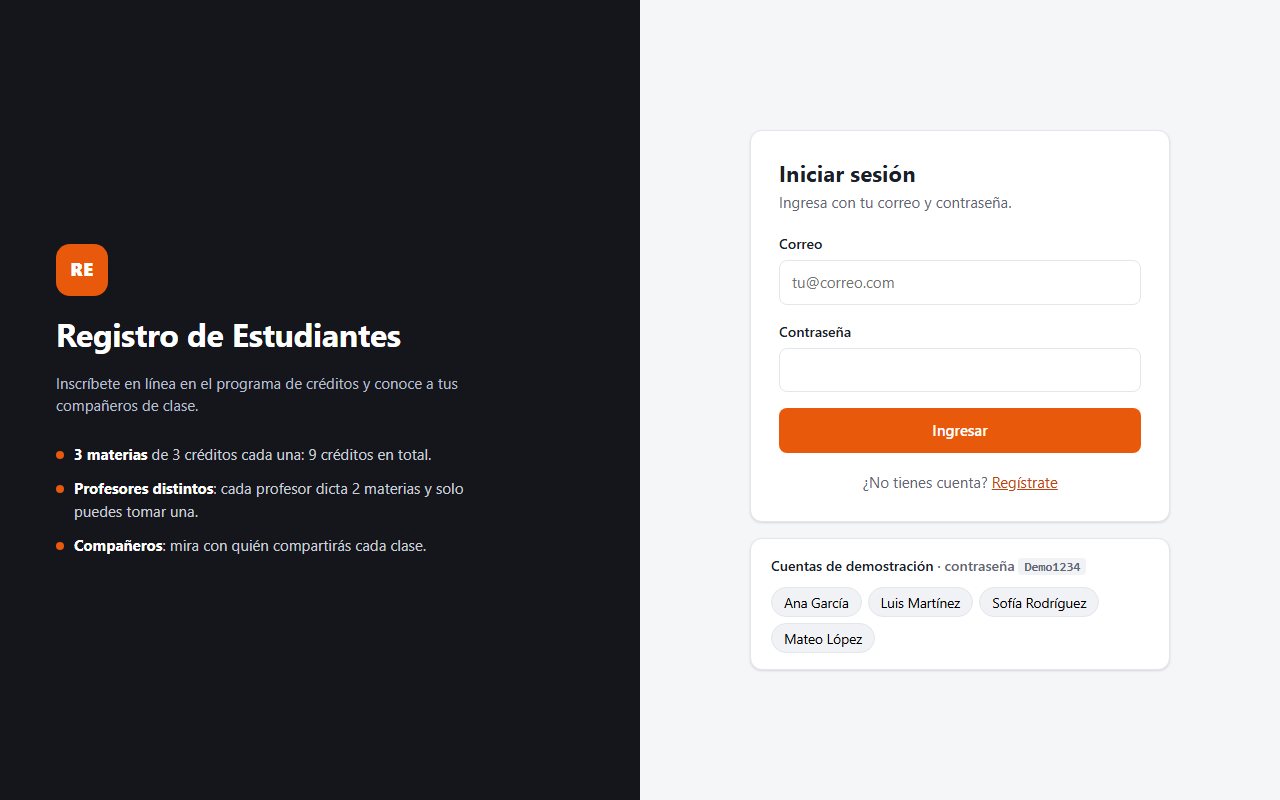 RE
Registro de Estudiantes
Inscríbete en línea en el programa de créditos y conoce a tus
compañeros de clase.
3 materias de 3 créditos cada una: 9 créditos en total.
Profesores distintos: cada profesor dicta 2 materias y solo
puedes tomar una.
Compañeros: mira con quién compartirás cada clase.
Iniciar sesión
Ingresa con tu correo y contraseña.
Correo
tu@correo.com
Contraseña
Ingresar
¿No tienes cuenta? Regístrate
Cuentas de demostración · contraseña Demo1234
Ana García Luis Martínez Sofía Rodríguez
Mateo López